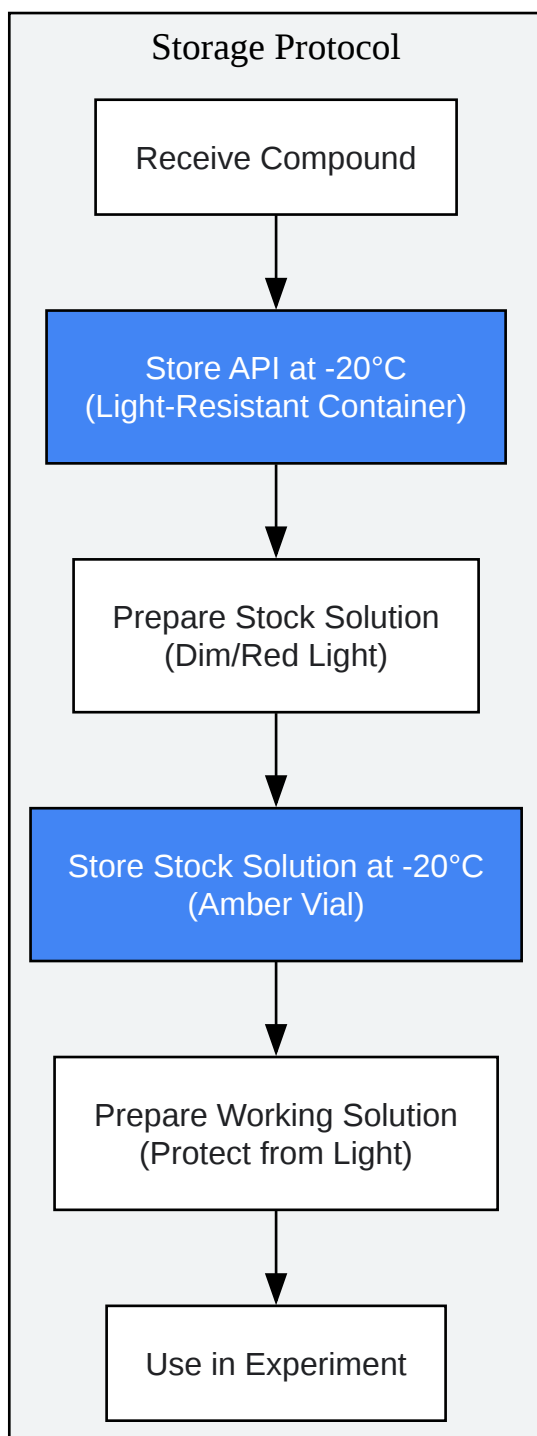 Storage Protocol
Receive Compound
Store API at -20°C
(Light-Resistant Container)
Prepare Stock Solution
(Dim/Red Light)
Store Stock Solution at -20°C
(Amber Vial)
Prepare Working Solution
(Protect from Light)
Use in Experiment